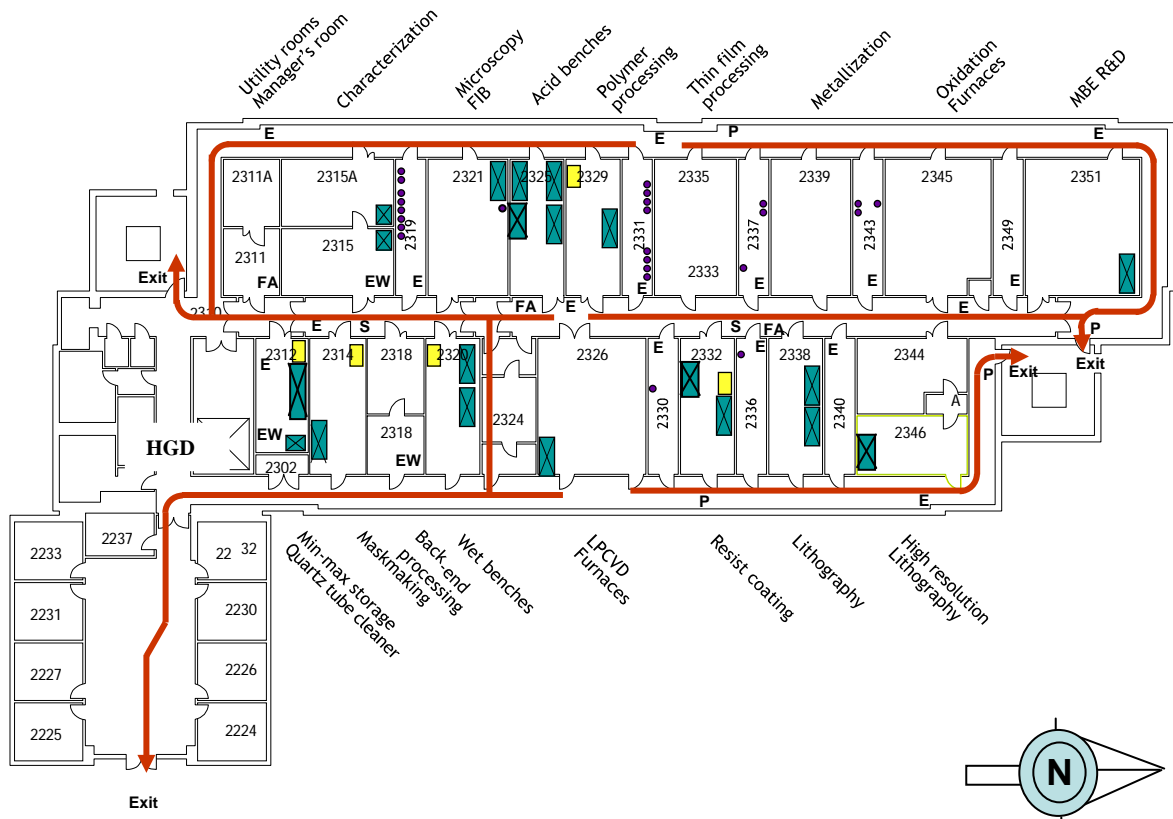 Utility rooms
Manager's room
Characterization
Microscopy
FIB
Acid benches
Polymer
processing
Thin film
processing
Metallization
Oxidation
Furnaces
MBE R&D
E
E
P
E
2311A
2315A
2321
2325
2329
2335
2339
2345
2351
2319
2331
2337
2343
2349
2311
2315
2333
Exit
FA
EW
E
FA
E
E
E
E
E
E
2310
E
S
S
FA
P
2312
2314
2318
2320
2326
2332
2338
2344
E
E
E
E
Exit
Exit
P
2330
2336
2340
A
2324
2346
HGD
EW
2318
EW
2302
P
E
2237
2233
22 32
2231
2230
2227
2226
2225
2224
Exit
Min-max storage
Quartz tube cleaner
Maskmaking
Back-end
processing
Wet benches
LPCVD
Furnaces
Resist coating
Lithography
High resolution
Lithography
N